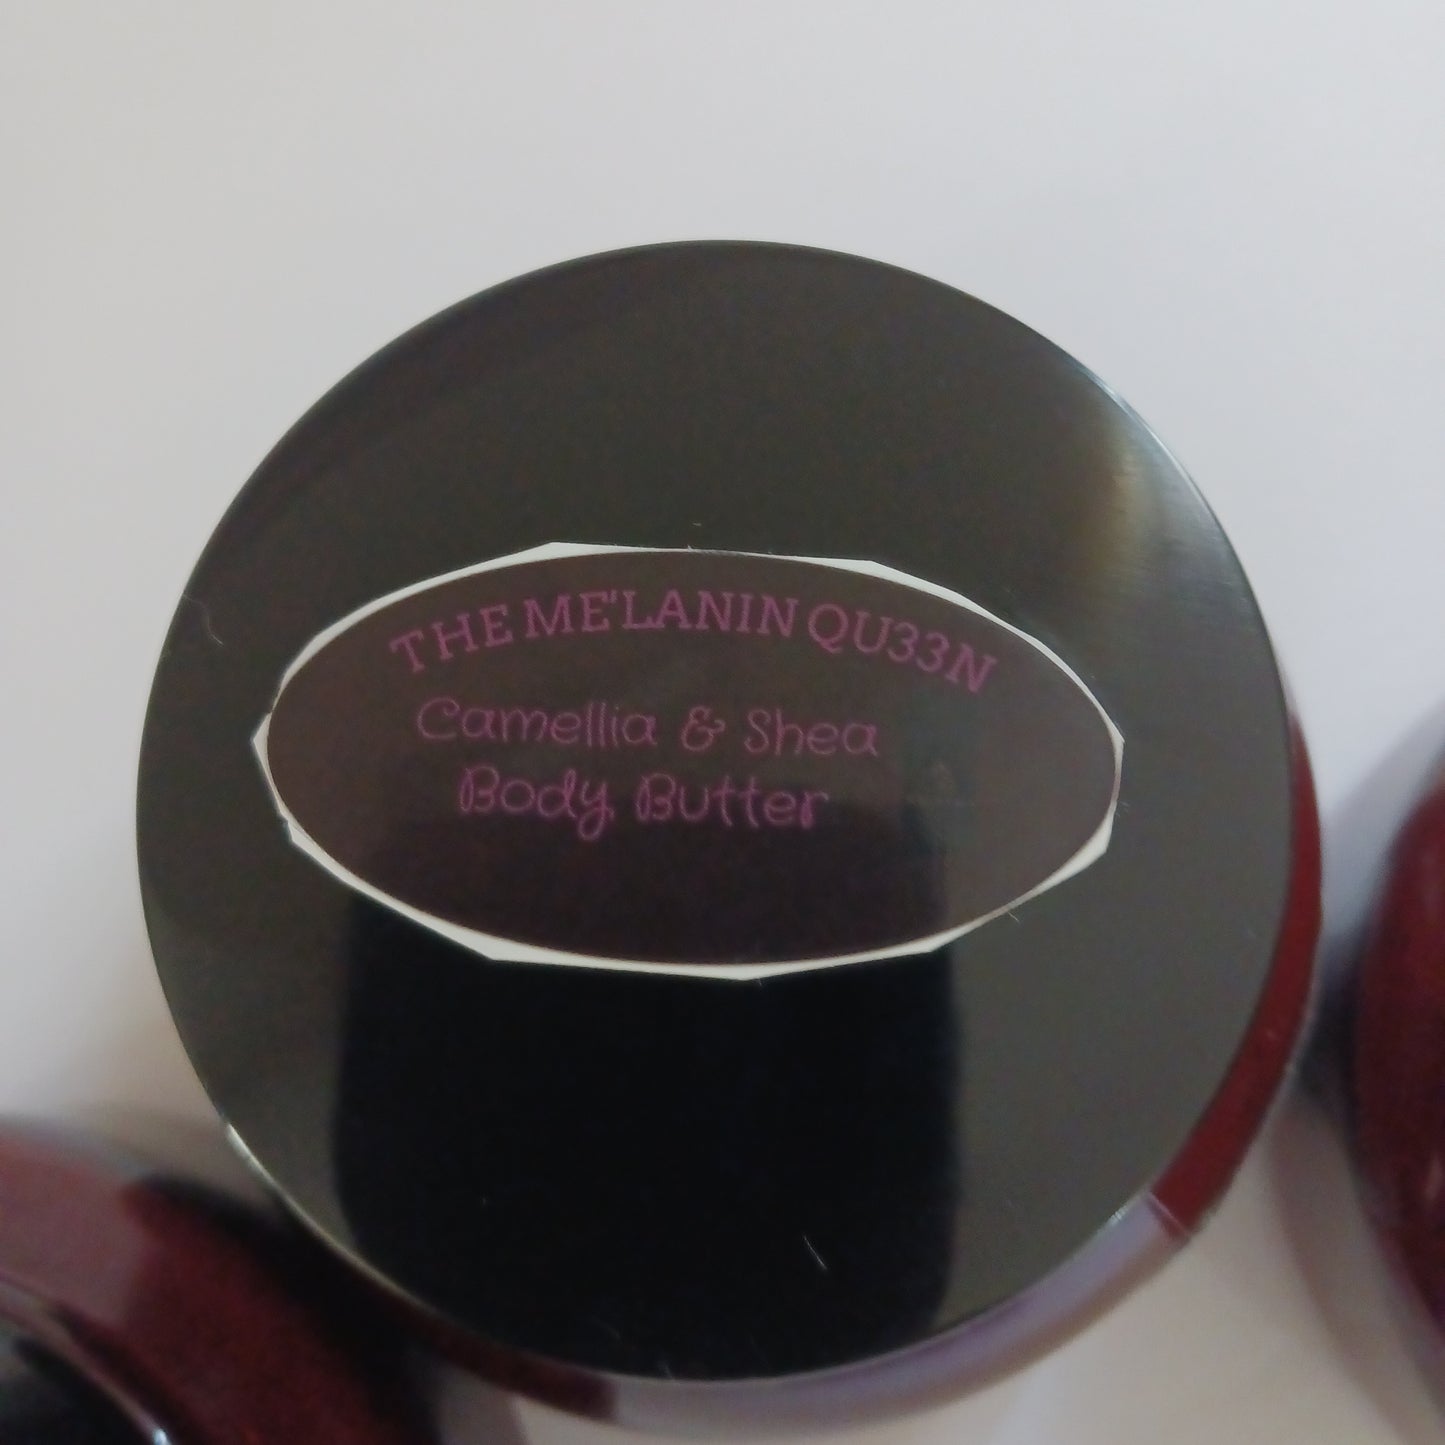 THE ME'LANIN QU33N
Camellia & Shea
Body Butter